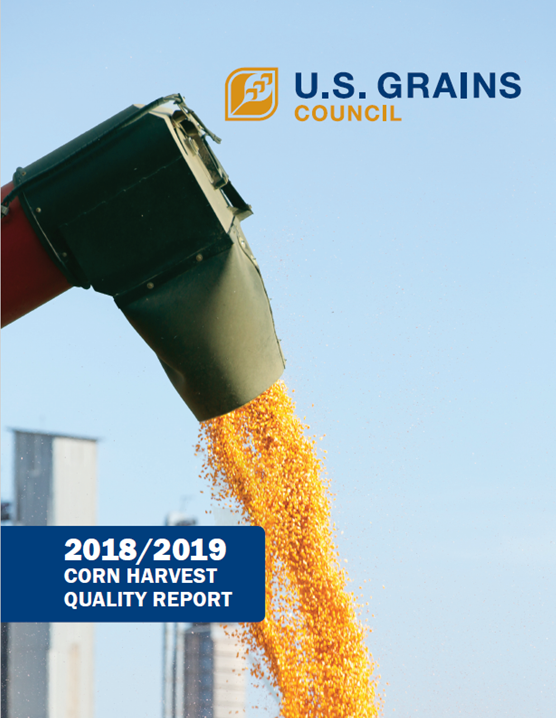 U.S. GRAINS
COUNCIL
2018/2019
CORN HARVEST
QUALITY REPORT